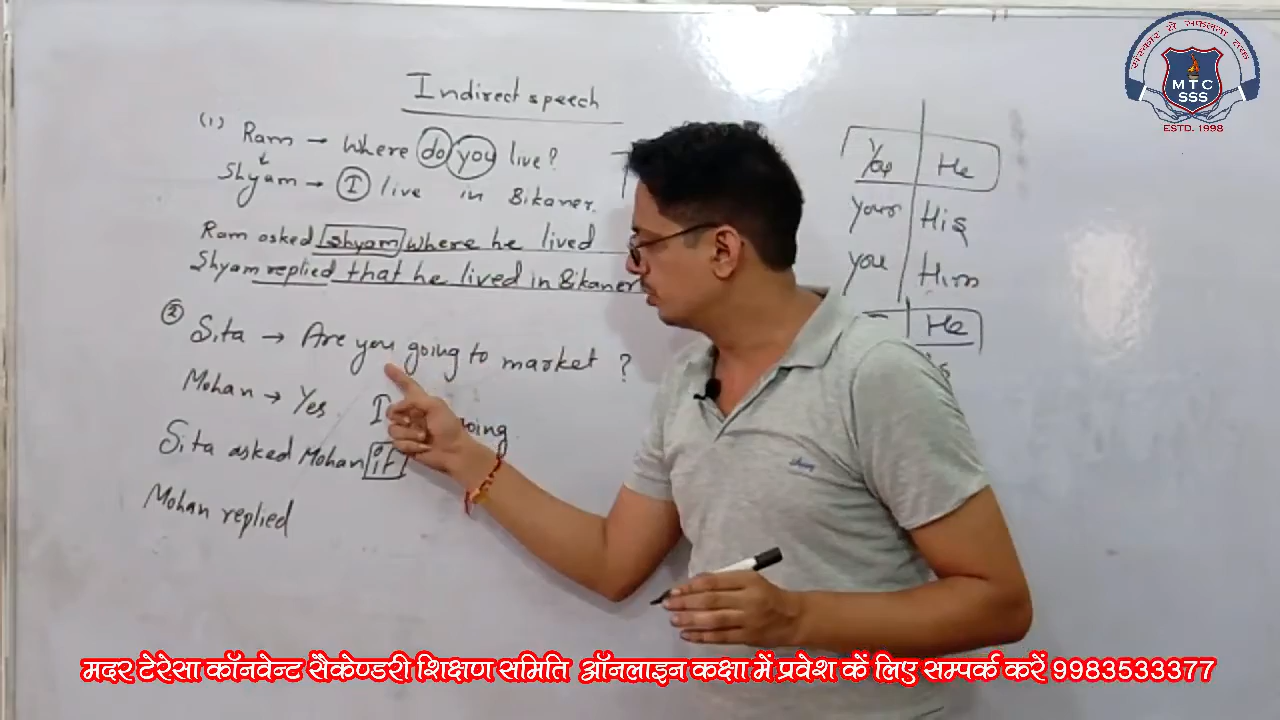 Indirect speech
(1) Ram → Where do you live?
Shyam → I live in Bikaner.
Ram asked Shyam where he lived
Shyam replied that he lived in Bikaner
② Sita → Are you going to market ?
Mohan → Yes I going
Sita asked Mohan if
Mohan replied
You He
your His
you Him
He
संस्कार से सफलता तक
MTC
SSS
ESTD. 1998
मदर टेरेसा कॉनवेन्ट सैकेण्डरी शिक्षण समिति ऑनलाइन कक्षा में प्रवेश कें लिए सम्पर्क करें 9983533377